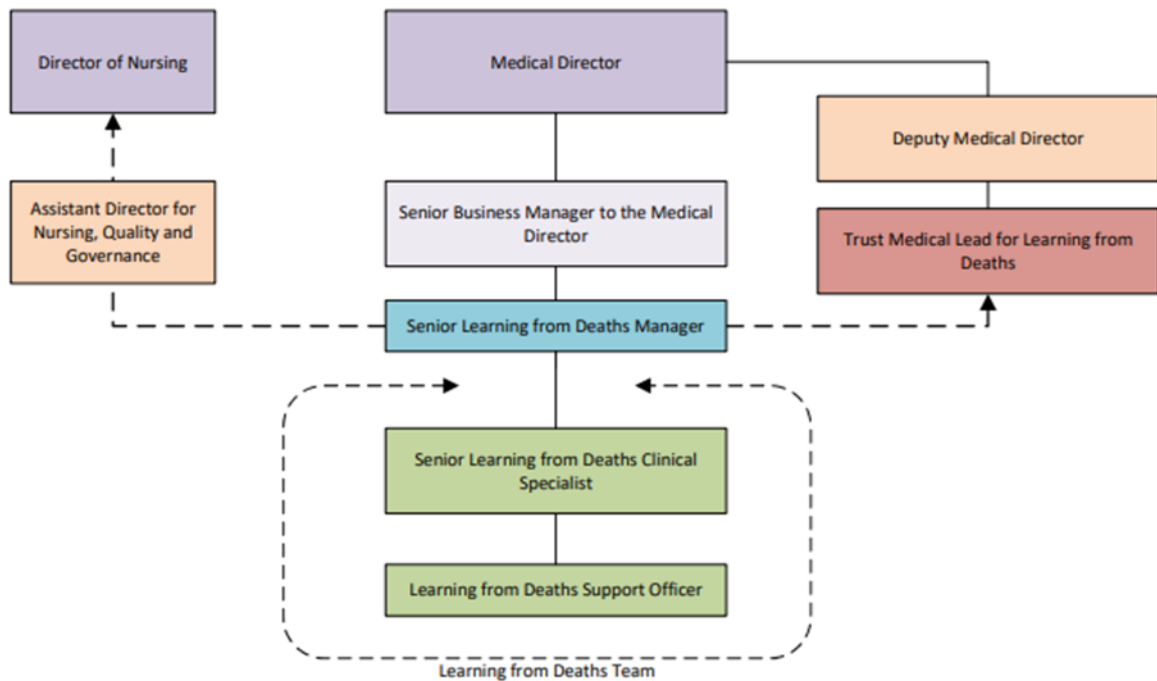 Director of Nursing
Medical Director
Deputy Medical Director
Assistant Director for
Nursing, Quality and
Governance
Senior Business Manager to the Medical
Director
Trust Medical Lead for Learning from
Deaths
Senior Learning from Deaths Manager
Senior Learning from Deaths Clinical
Specialist
Learning from Deaths Support Officer
Learning from Deaths Team